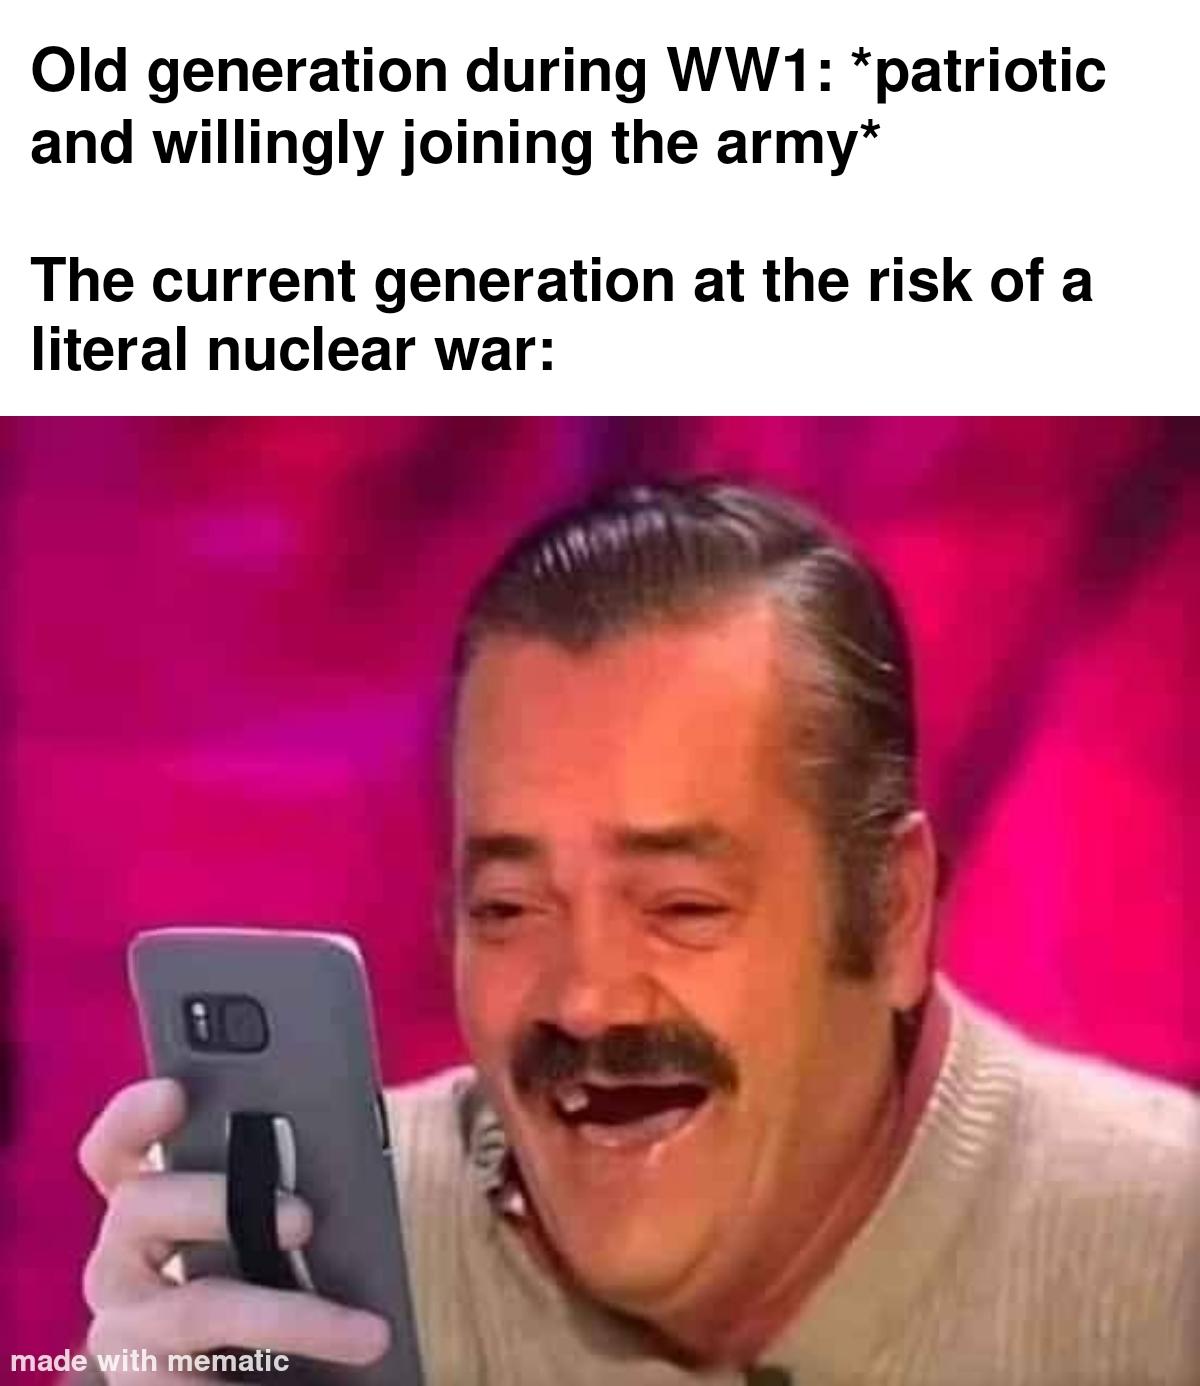 Old generation during WW1: *patriotic
and willingly joining the army*
The current generation at the risk of a
literal nuclear war:
made with mematic